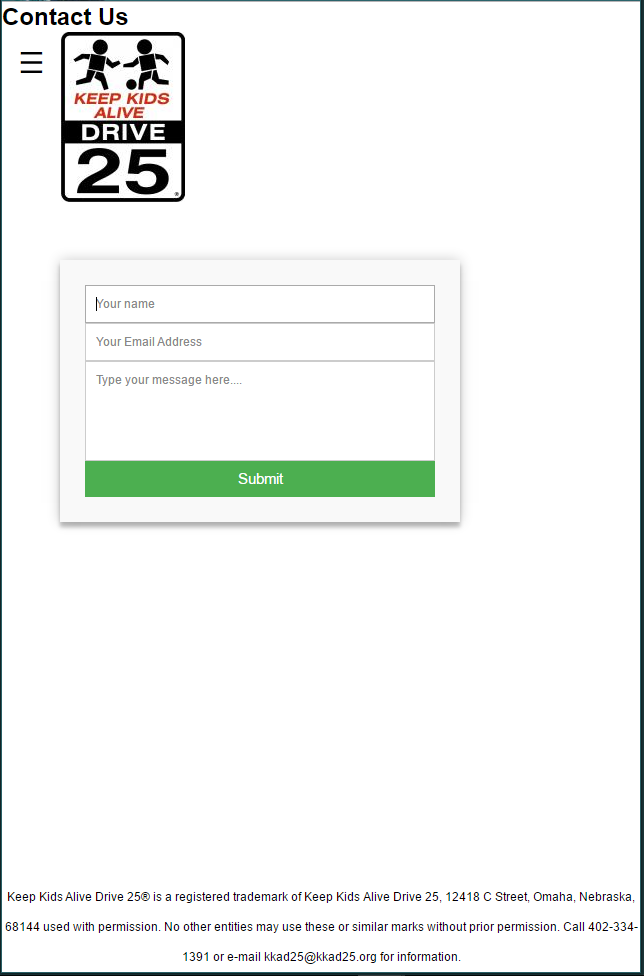 Contact Us
☰
KEEP KIDS
ALIVE
DRIVE
25
®
Your name
Your Email Address
Type your message here....
Submit
Keep Kids Alive Drive 25® is a registered trademark of Keep Kids Alive Drive 25, 12418 C Street, Omaha, Nebraska,
68144 used with permission. No other entities may use these or similar marks without prior permission. Call 402-334-
1391 or e-mail kkad25@kkad25.org for information.